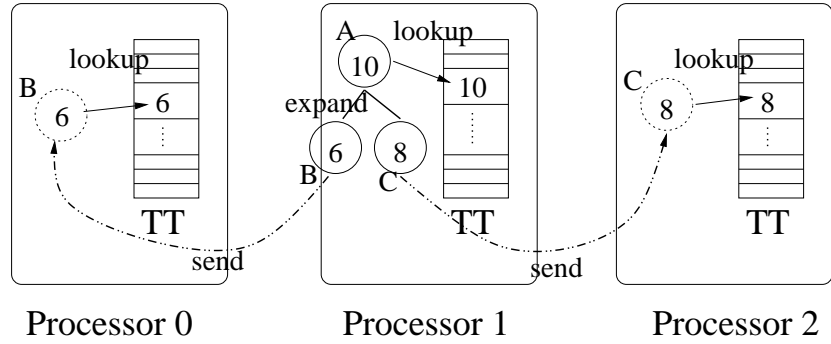 B
lookup
6
6
TT
Processor 0
A
lookup
10
10
expand
6
8
B
C
TT
send
send
Processor 1
C
lookup
8
8
TT
Processor 2